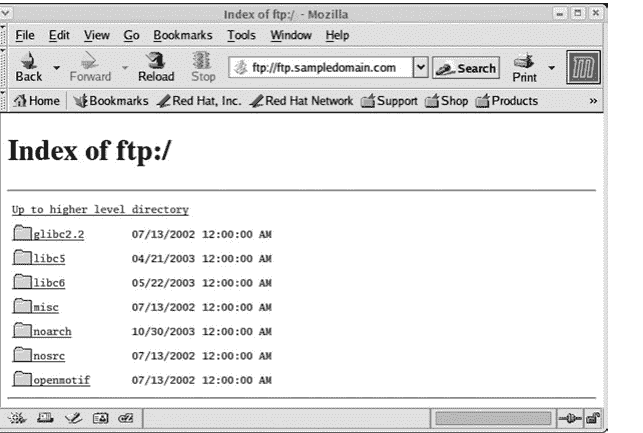 Index of ftp:/ - Mozilla
File Edit View Go Bookmarks Tools Window Help
Back Forward Reload Stop ftp://ftp.sampledomain.com Search Print m
Home Bookmarks Red Hat, Inc. Red Hat Network Support Shop Products »
Index of ftp:/
Up to higher level directory
glibc2.2 07/13/2002 12:00:00 AM
libc5 04/21/2003 12:00:00 AM
libc6 05/22/2003 12:00:00 AM
misc 07/13/2002 12:00:00 AM
noarch 10/30/2003 12:00:00 AM
nosrc 07/13/2002 12:00:00 AM
openmotif 07/13/2002 12:00:00 AM